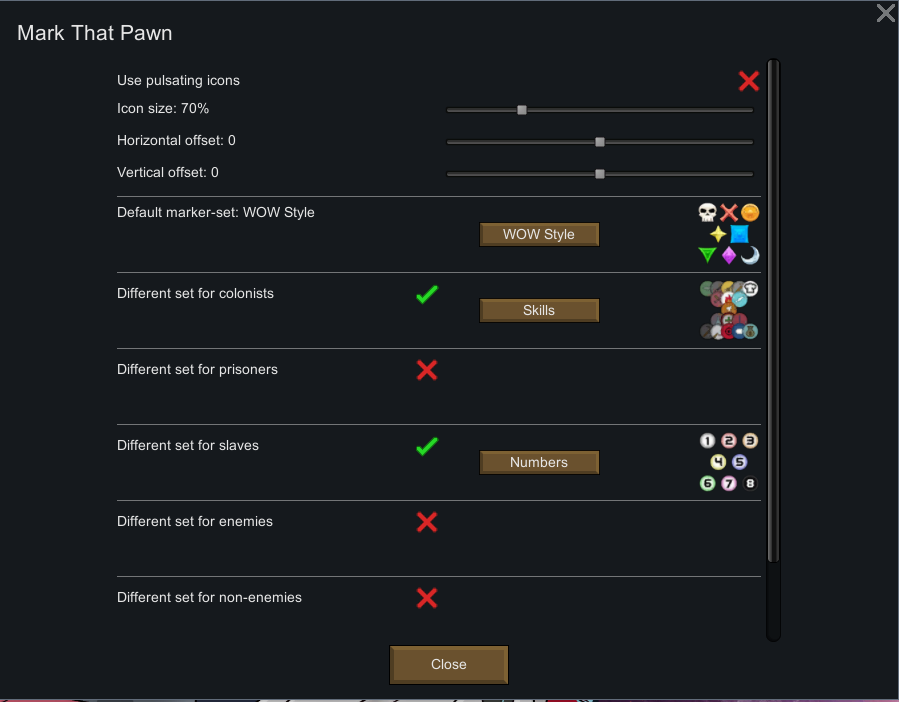 Mark That Pawn
Use pulsating icons
Icon size: 70%
Horizontal offset: 0
Vertical offset: 0
Default marker-set: WOW Style
WOW Style
Different set for colonists
Skills
Different set for prisoners
Different set for slaves
Numbers
1 2 3
4 5
6 7 8
Different set for enemies
Different set for non-enemies
Close